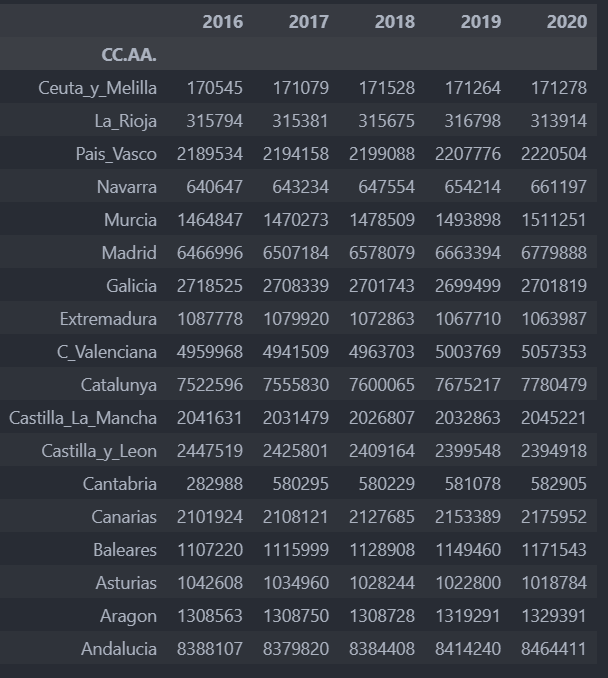 2016 2017 2018 2019 2020
CC.AA.
Ceuta_y_Melilla 170545 171079 171528 171264 171278
La_Rioja 315794 315381 315675 316798 313914
Pais_Vasco 2189534 2194158 2199088 2207776 2220504
Navarra 640647 643234 647554 654214 661197
Murcia 1464847 1470273 1478509 1493898 1511251
Madrid 6466996 6507184 6578079 6663394 6779888
Galicia 2718525 2708339 2701743 2699499 2701819
Extremadura 1087778 1079920 1072863 1067710 1063987
C_Valenciana 4959968 4941509 4963703 5003769 5057353
Catalunya 7522596 7555830 7600065 7675217 7780479
Castilla_La_Mancha 2041631 2031479 2026807 2032863 2045221
Castilla_y_Leon 2447519 2425801 2409164 2399548 2394918
Cantabria 282988 580295 580229 581078 582905
Canarias 2101924 2108121 2127685 2153389 2175952
Baleares 1107220 1115999 1128908 1149460 1171543
Asturias 1042608 1034960 1028244 1022800 1018784
Aragon 1308563 1308750 1308728 1319291 1329391
Andalucia 8388107 8379820 8384408 8414240 8464411